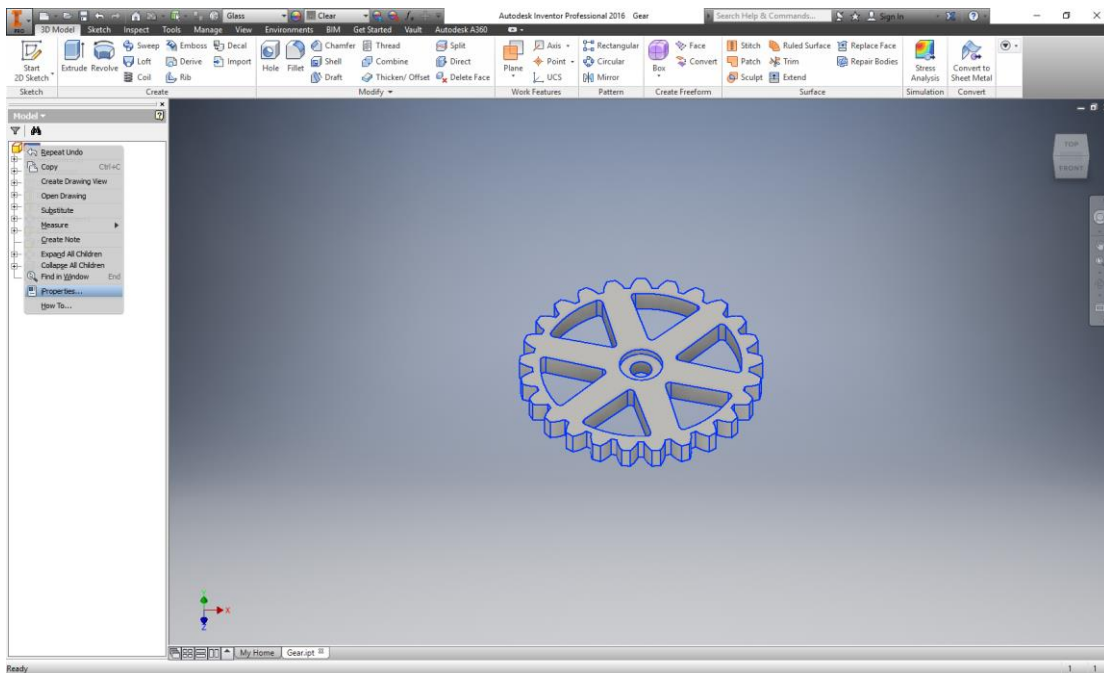 PRO
Glass
Clear
Autodesk Inventor Professional 2016 Gear
Search Help & Commands...
Sign In
3D Model Sketch Inspect Tools Manage View Environments BIM Get Started Vault Autodesk A360
Start
2D Sketch
Extrude Revolve
Sweep Emboss Decal
Loft Derive Import
Coil Rib
Hole Fillet
Chamfer Thread Split
Shell Combine Direct
Draft Thicken/ Offset Delete Face
Plane
Axis
Point
UCS
Rectangular
Circular
Mirror
Box
Face
Convert
Stitch Ruled Surface Replace Face
Patch Trim Repair Bodies
Sculpt Extend
Stress
Analysis
Convert to
Sheet Metal
Sketch Create Modify Work Features Pattern Create Freeform Surface Simulation Convert
Model
Repeat Undo
Copy Ctrl+C
Create Drawing View
Open Drawing
Substitute
Measure
Create Note
Expand All Children
Collapse All Children
Find in Window End
iProperties...
How To...
TOP
FRONT
Y
X
Z
My Home Gear.ipt
Ready
1 1